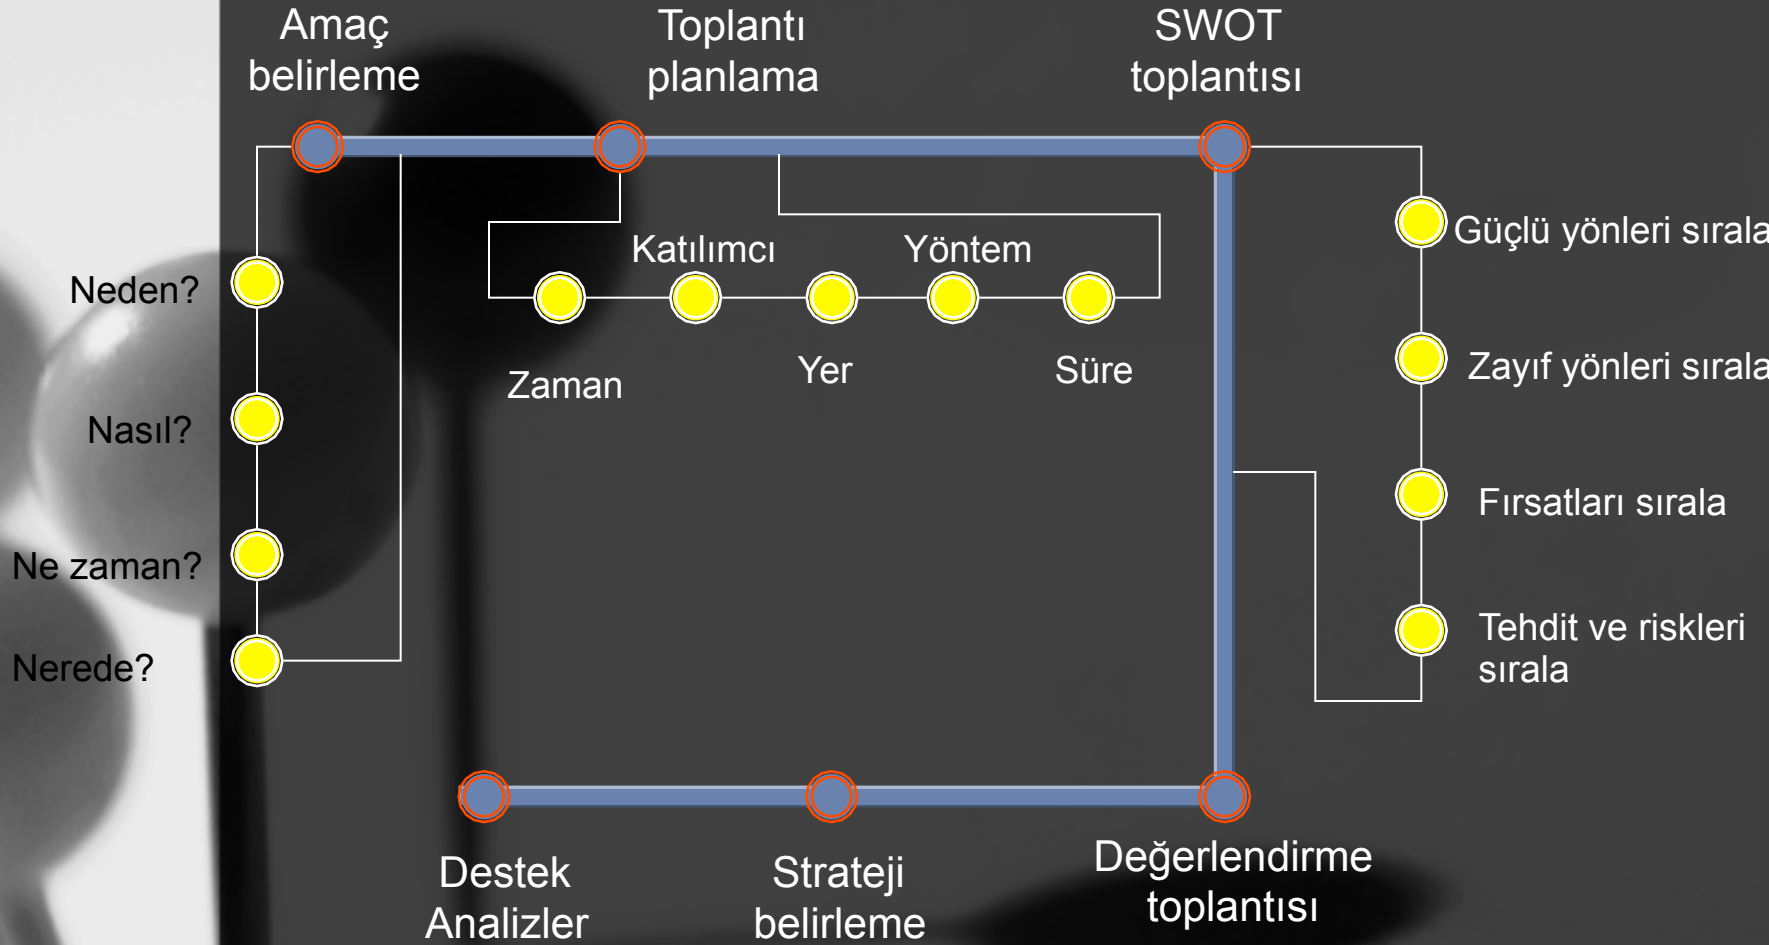 Amaç
belirleme
Toplantı
planlama
SWOT
toplantısı
Neden?
Nasıl?
Ne zaman?
Nerede?
Katılımcı
Yöntem
Zaman
Yer
Süre
Güçlü yönleri sırala
Zayıf yönleri sırala
Fırsatları sırala
Tehdit ve riskleri
sırala
Destek
Analizler
Strateji
belirleme
Değerlendirme
toplantısı